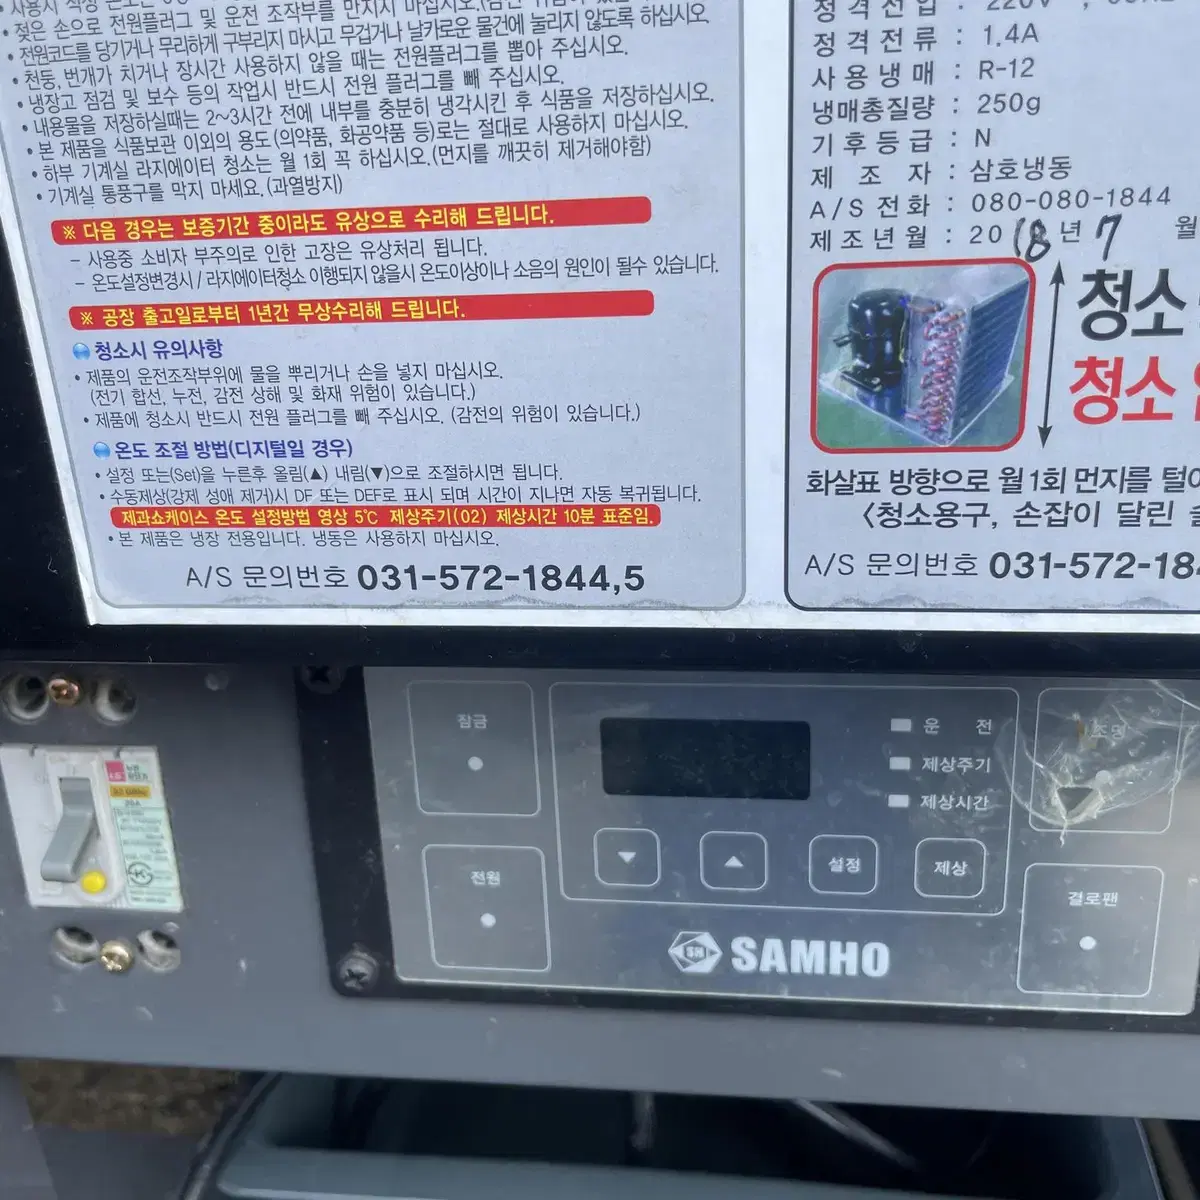 • 젖은 손으로 전원플러그 및 운전 조작부를 만지지 마십시오.
• 전원코드를 당기거나 무리하게 구부리지 마시고 무겁거나 날카로운 물건에 눌리지 않도록 하십시오.
• 천둥, 번개가 치거나 장시간 사용하지 않을 때는 전원플러그를 뽑아 주십시오.
• 냉장고 점검 및 보수 등의 작업시 반드시 전원 플러그를 빼 주십시오.
• 내용물을 저장하실때는 2~3시간 전에 내부를 충분히 냉각시킨 후 식품을 저장하십시오.
• 본 제품은 식품보관 이외의 용도(의약품, 화공약품 등)로는 절대로 사용하지 마십시오.
• 하부 기계실 라지에이터 청소는 월 1회 꼭 하십시오.(먼지를 깨끗히 제거해야함)
• 기계실 통풍구를 막지 마세요.(과열방지)
※ 다음 경우는 보증기간 중이라도 유상으로 수리해 드립니다.
- 사용중 소비자 부주의로 인한 고장은 유상처리 됩니다.
- 온도설정변경시 / 라지에이터청소 이행되지 않을시 온도이상이나 소음의 원인이 될수 있습니다.
※ 공장 출고일로부터 1년간 무상수리해 드립니다.
청소시 유의사항
• 제품의 운전조작부위에 물을 뿌리거나 손을 넣지 마십시오.
(전기 합선, 누전, 감전 상해 및 화재 위험이 있습니다.)
• 제품에 청소시 반드시 전원 플러그를 빼 주십시오. (감전의 위험이 있습니다.)
온도 조절 방법(디지털일 경우)
• 설정 또는(Set)을 누른후 올림(▲) 내림(▼)으로 조절하시면 됩니다.
• 수동제상(강제 성애 제거)시 DF 또는 DEF로 표시 되며 시간이 지나면 자동 복귀됩니다.
제과쇼케이스 온도 설정방법 영상 5℃ 제상주기(02) 제상시간 10분 표준임.
• 본 제품은 냉장 전용입니다. 냉동은 사용하지 마십시오.
A/S 문의번호 031-572-1844,5
정격전압 : 220V
정격전류 : 1.4A
사용냉매 : R-12
냉매총질량 : 250g
기후등급 : N
제 조 자 : 삼호냉동
A/S 전화 : 080-080-1844
제조년월 : 2018년 7 월
청소
청소
화살표 방향으로 월 1회 먼지를 털어
<청소용구, 손잡이 달린
A/S 문의번호 031-572-184
잠금
운 전
제상주기
제상시간
조명
▼
▲
설정
제상
전원
결로팬
SH
SAMHO